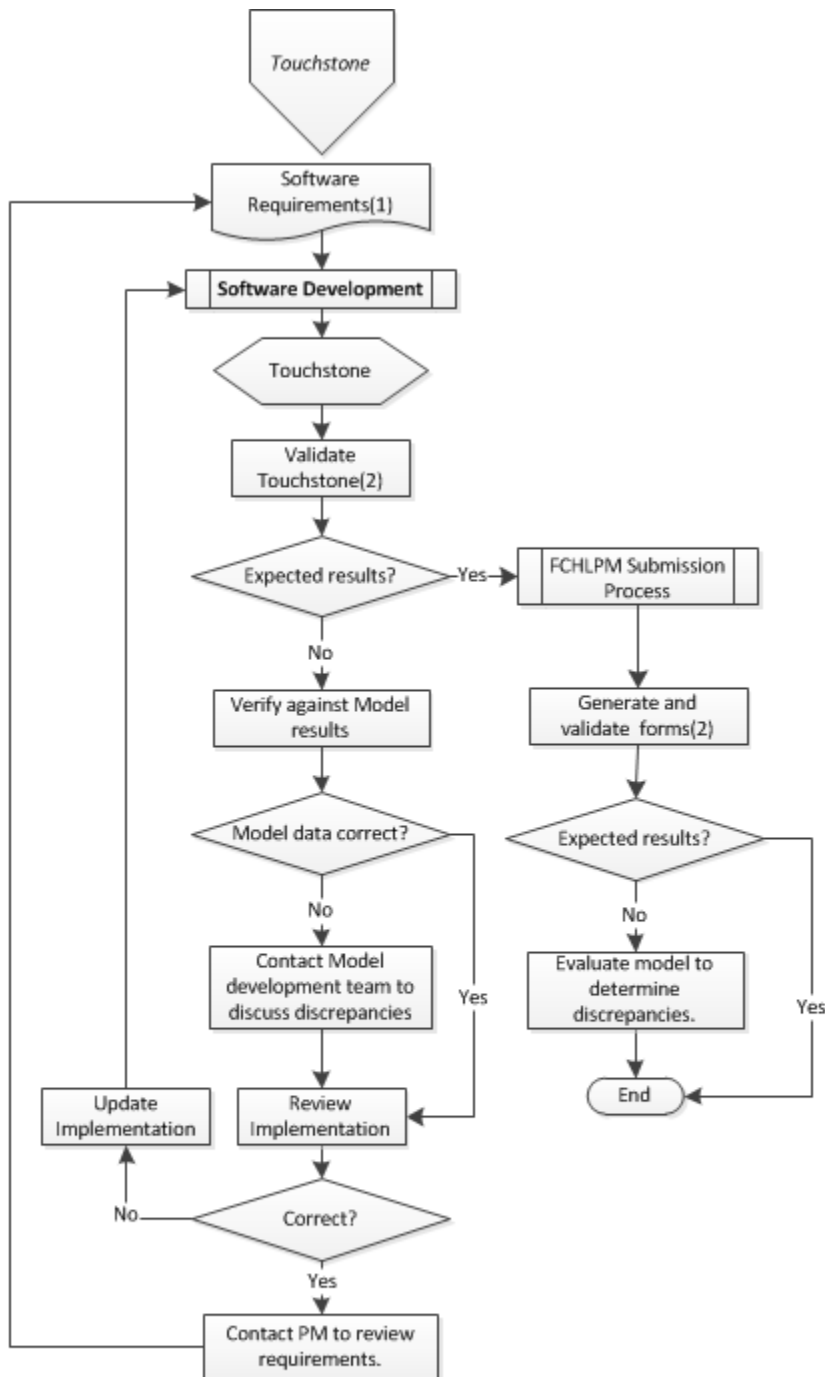 Touchstone
Software
Requirements(1)
Software Development
Touchstone
Validate
Touchstone(2)
Expected results?
Yes
FCHLPM Submission
Process
No
Verify against Model
results
Generate and
validate forms(2)
Model data correct?
Expected results?
No
No
Contact Model
development team to
discuss discrepancies
Yes
Evaluate model to
determine
discrepancies.
Yes
Update
Implementation
Review
Implementation
End
No
Correct?
Yes
Contact PM to review
requirements.